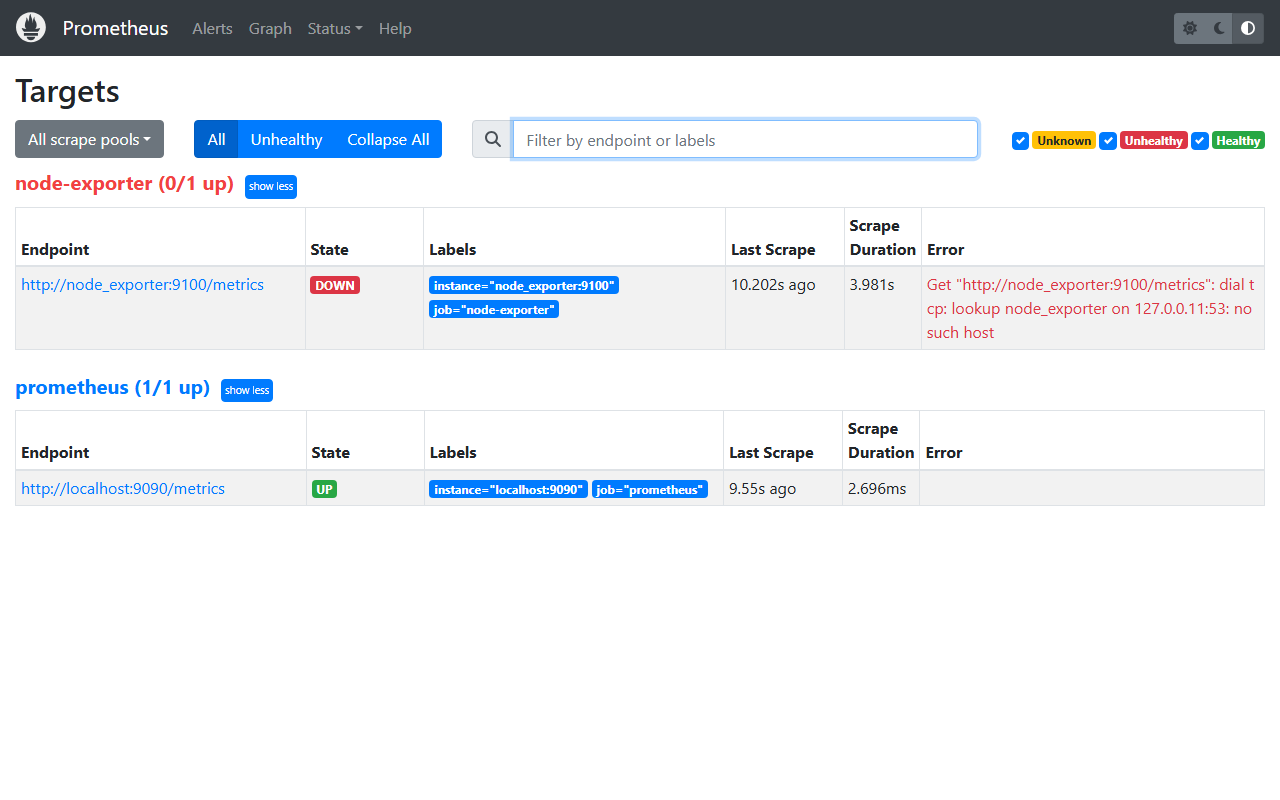 Prometheus Alerts Graph Status Help
Targets
All scrape pools All Unhealthy Collapse All Filter by endpoint or labels Unknown Unhealthy Healthy
node-exporter (0/1 up) show less
Endpoint State Labels Last Scrape Scrape Duration Error
http://node_exporter:9100/metrics DOWN instance="node_exporter:9100" job="node-exporter" 10.202s ago 3.981s Get "http://node_exporter:9100/metrics": dial t
cp: lookup node_exporter on 127.0.0.11:53: no
such host
prometheus (1/1 up) show less
Endpoint State Labels Last Scrape Scrape Duration Error
http://localhost:9090/metrics UP instance="localhost:9090" job="prometheus" 9.55s ago 2.696ms